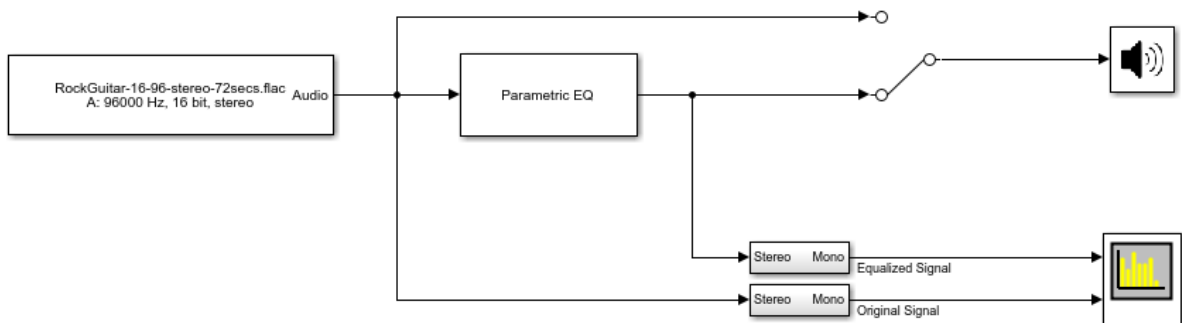 RockGuitar-16-96-stereo-72secs.flac
A: 96000 Hz, 16 bit, stereo
Audio
Parametric EQ
Stereo Mono
Equalized Signal
Stereo Mono
Original Signal